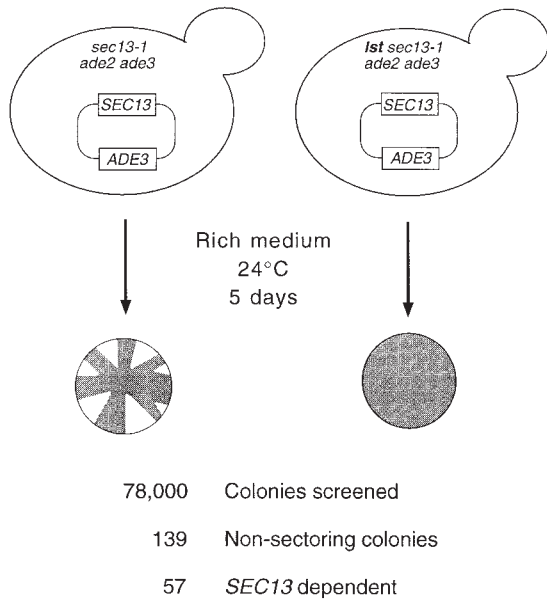 sec13-1
ade2 ade3
SEC13
ADE3
lst sec13-1
ade2 ade3
SEC13
ADE3
Rich medium
24°C
5 days
78,000 Colonies screened
139 Non-sectoring colonies
57 SEC13 dependent